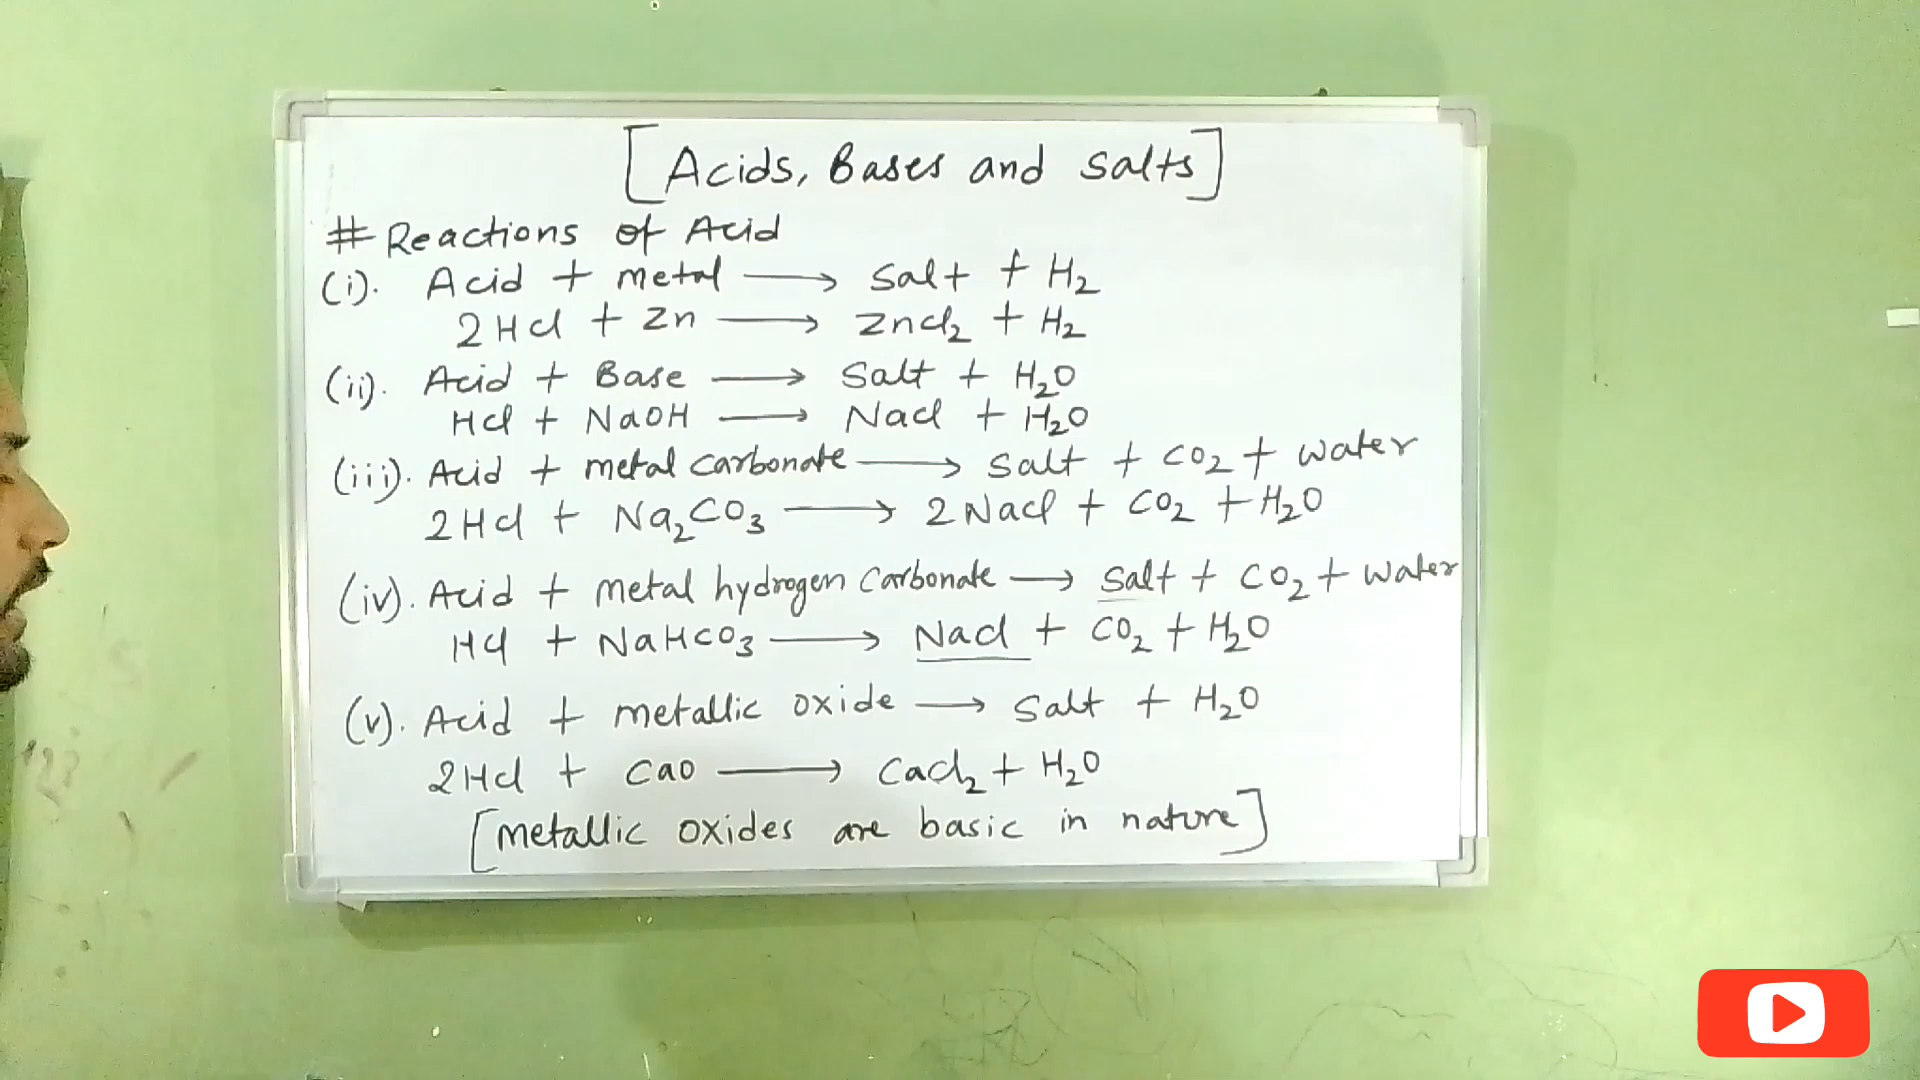 [Acids, Bases and Salts]
# Reactions of Acid
(i). Acid + metal ⟶ Salt + H₂
2HCl + Zn ⟶ ZnCl₂ + H₂
(ii). Acid + Base ⟶ Salt + H₂O
HCl + NaOH ⟶ NaCl + H₂O
(iii). Acid + metal carbonate ⟶ Salt + CO₂ + water
2HCl + Na₂CO₃ ⟶ 2NaCl + CO₂ + H₂O
(iv). Acid + metal hydrogen carbonate ⟶ Salt + CO₂ + water
HCl + NaHCO₃ ⟶ NaCl + CO₂ + H₂O
(v). Acid + metallic oxide ⟶ Salt + H₂O
2HCl + CaO ⟶ CaCl₂ + H₂O
[metallic oxides are basic in nature]